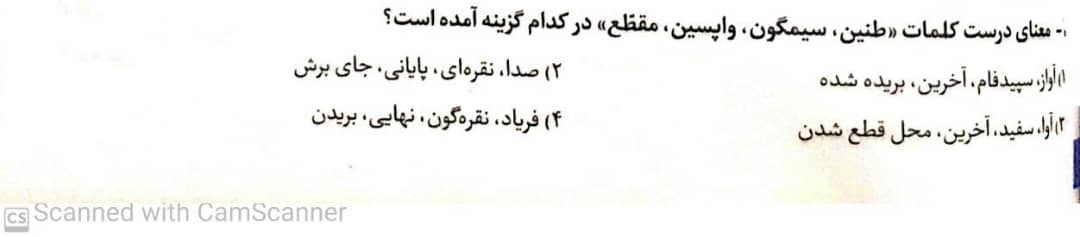 - معنای درست کلمات «طنین، سیمگون، واپسین، مقطّع» در کدام گزینه آمده است؟
۱) آواز، سپیدفام، آخرین، بریده شده
۲) صدا، نقره‌ای، پایانی، جای برش
۳) آوا، سفید، آخرین، محل قطع شدن
۴) فریاد، نقره‌گون، نهایی، بریدن
CS Scanned with CamScanner